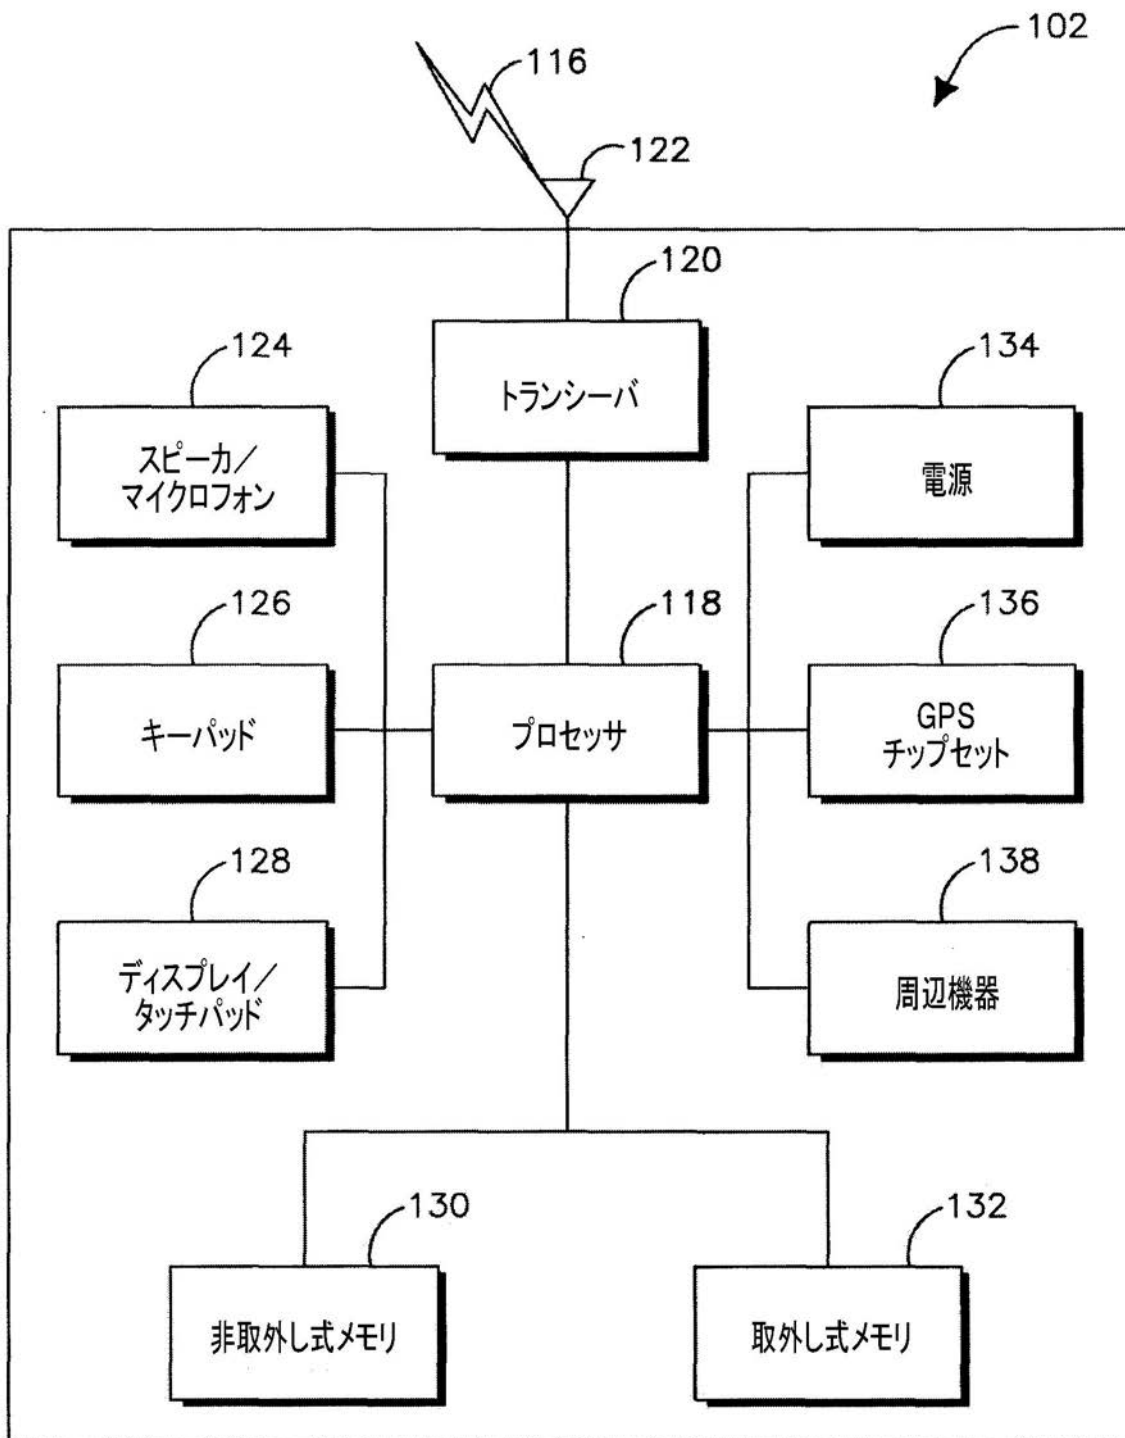 102
116
122
120
トランシーバ
124
スピーカ／
マイクロフォン
134
電源
126
キーパッド
118
プロセッサ
136
GPS
チップセット
128
ディスプレイ／
タッチパッド
138
周辺機器
130
非取外し式メモリ
132
取外し式メモリ